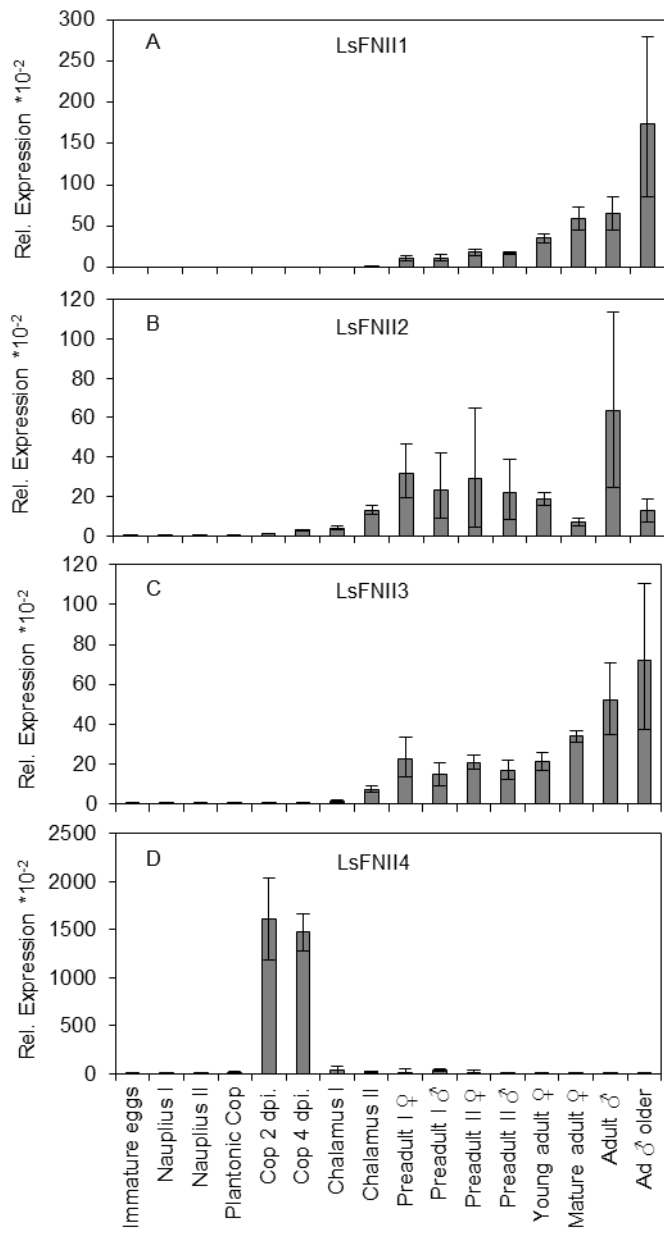 A LsFNII1
Rel. Expression *10-2
300
250
200
150
100
50
0
B LsFNII2
Rel. Expression *10-2
120
100
80
60
40
20
0
C LsFNII3
Rel. Expression *10-2
120
100
80
60
40
20
0
D LsFNII4
Rel. Expression *10-2
2500
2000
1500
1000
500
0
Immature eggs
Nauplius I
Nauplius II
Plantonic Cop
Cop 2 dpi.
Cop 4 dpi.
Chalamus I
Chalamus II
Preadult I ♀
Preadult I ♂
Preadult II ♀
Preadult II ♂
Young adult ♀
Mature adult ♀
Adult ♂
Ad ♂ older